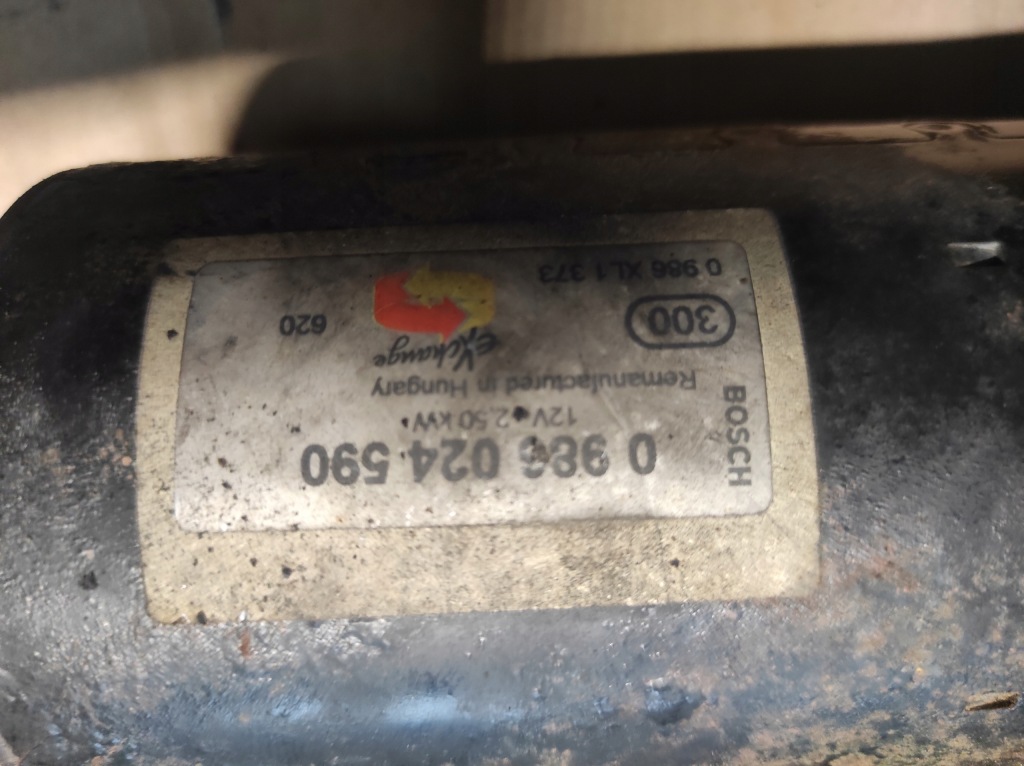 BOSCH
0 986 024 590
12V 2.50 kW
Remanufactured in Hungary
eXchange
300
620
0 986 XL1 373